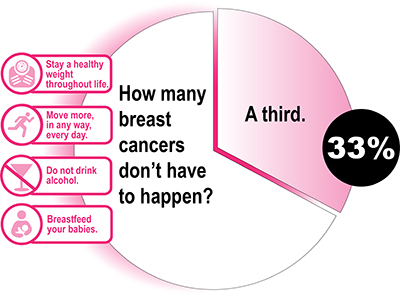 Stay a healthy
weight
throughout life.
Move more,
in any way,
every day.
Do not drink
alcohol.
Breastfeed
your babies.
How many
breast
cancers
don't have
to happen?
A third.
33%